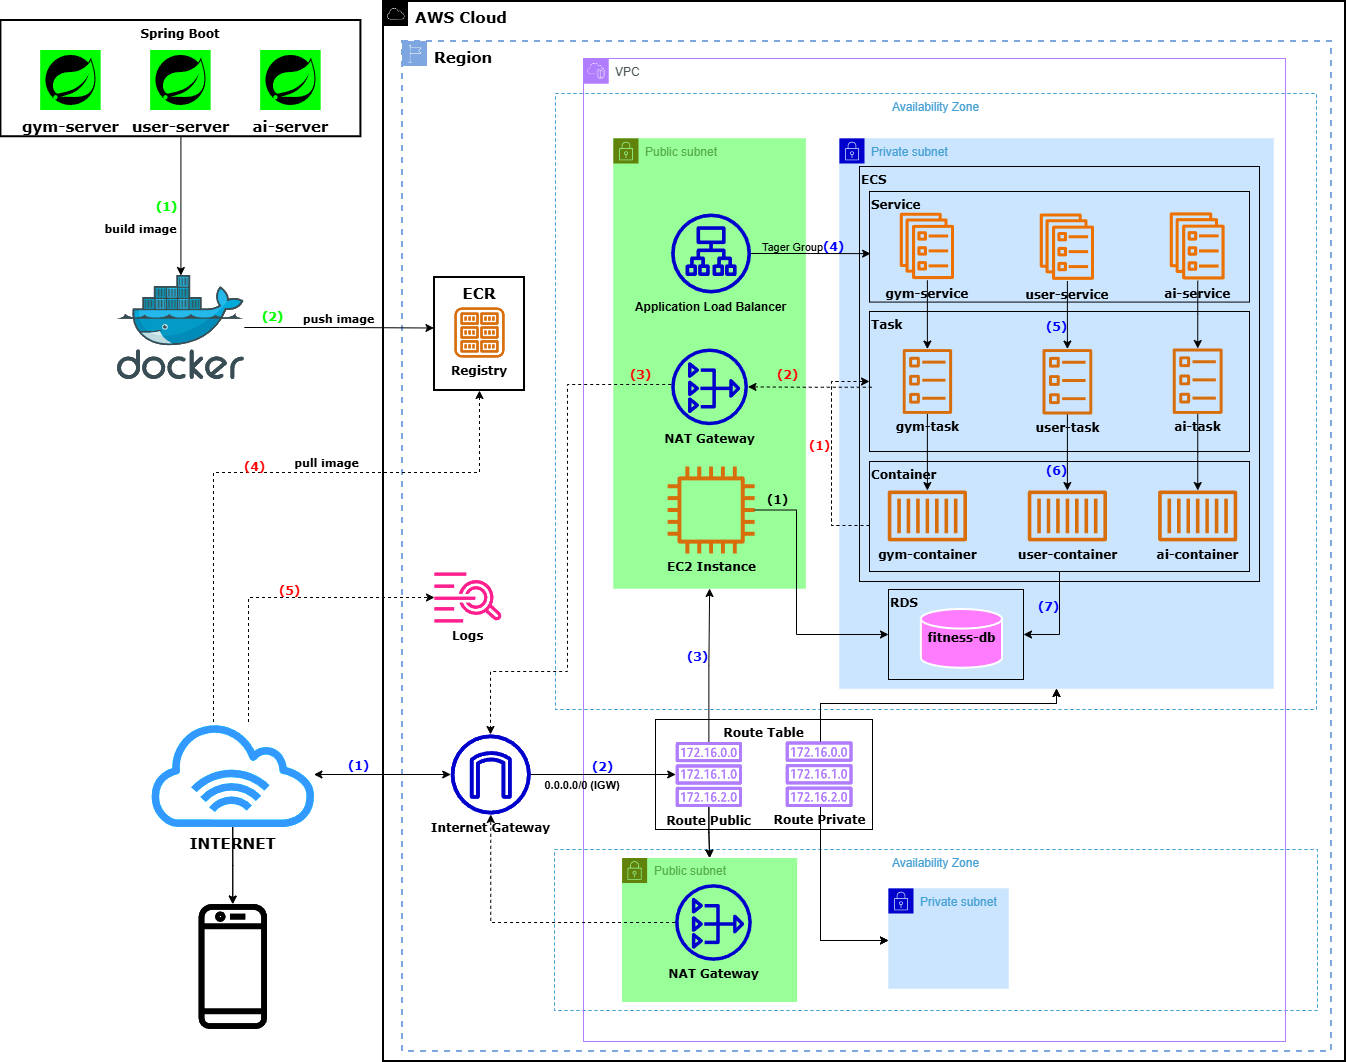 AWS Cloud
Spring Boot
gym-server
user-server
ai-server
Region
VPC
Availability Zone
Public subnet
Private subnet
ECS
Service
(1)
build image
Tager Group(4)
gym-service
user-service
ai-service
Application Load Balancer
ECR
Registry
(2)
push image
docker
Task
(5)
(3)
(2)
NAT Gateway
gym-task
user-task
ai-task
(1)
(4)
pull image
Container
(6)
(1)
EC2 Instance
gym-container
user-container
ai-container
(5)
Logs
RDS
fitness-db
(7)
(3)
Route Table
172.16.0.0
172.16.1.0
172.16.2.0
Route Public
172.16.0.0
172.16.1.0
172.16.2.0
Route Private
(1)
(2)
0.0.0.0/0 (IGW)
Internet Gateway
INTERNET
Availability Zone
Public subnet
NAT Gateway
Private subnet